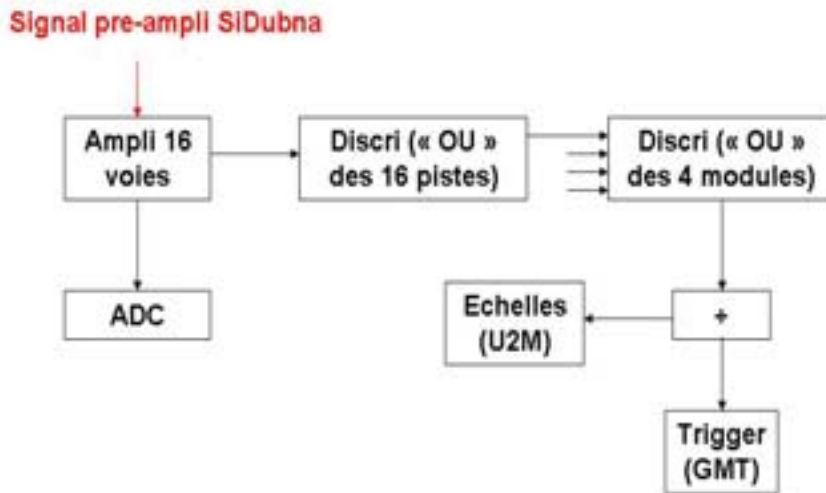 Signal pre-ampli SiDubna
Ampli 16
voies
Discri (« OU »
des 16 pistes)
Discri (« OU »
des 4 modules)
ADC
Echelles
(U2M)
÷
Trigger
(GMT)